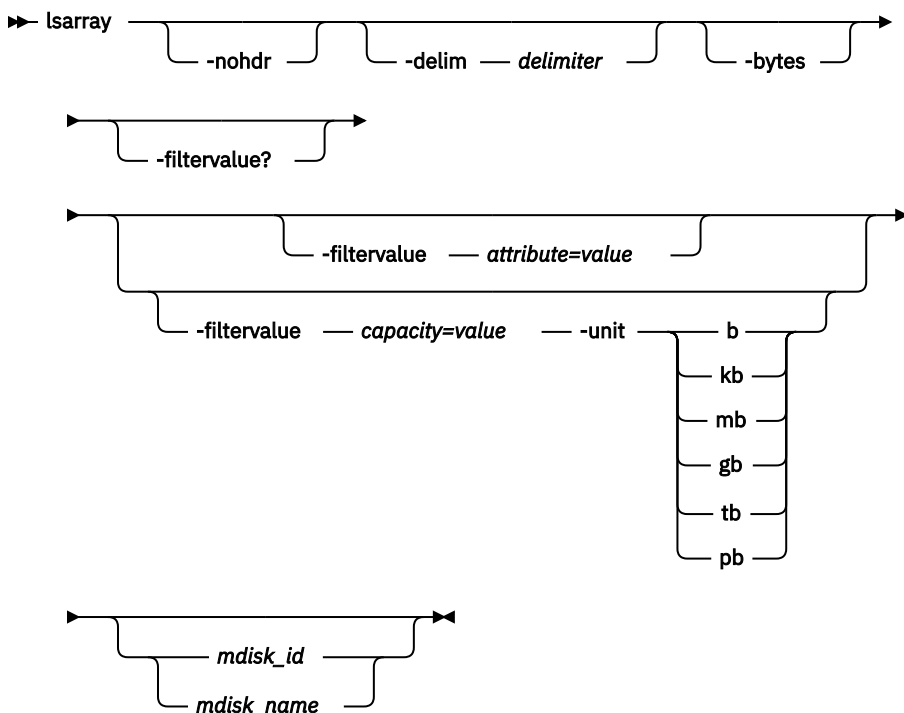 lsarray
-nohdr -delim delimiter -bytes
-filtervalue?
-filtervalue attribute=value
-filtervalue capacity=value -unit b
kb
mb
gb
tb
pb
mdisk_id
mdisk_name